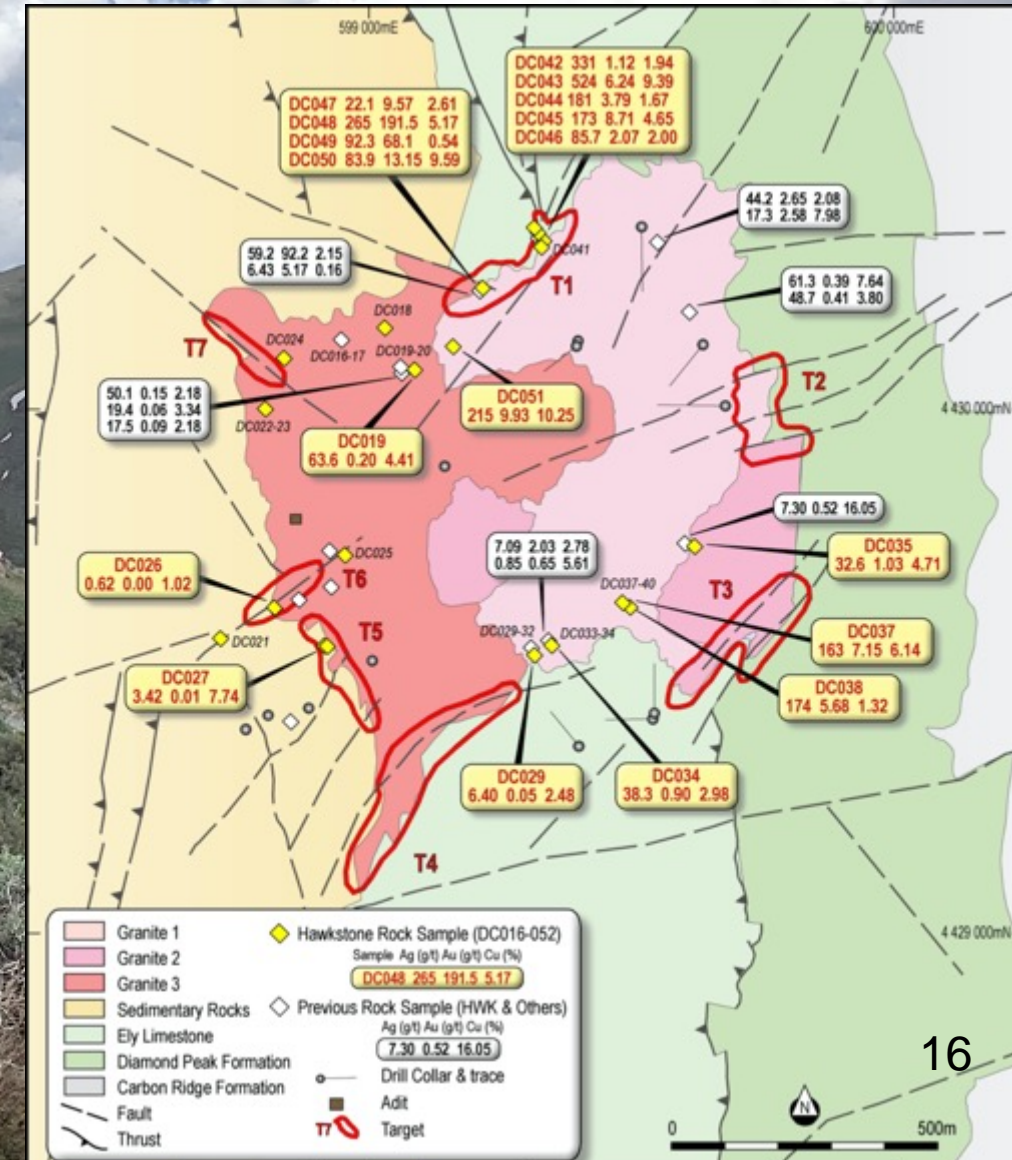 599 000mE
600 000mE
DC042 331 1.12 1.94
DC043 524 6.24 9.39
DC044 181 3.79 1.67
DC045 173 8.71 4.65
DC046 85.7 2.07 2.00
DC047 22.1 9.57 2.61
DC048 265 191.5 5.17
DC049 92.3 68.1 0.54
DC050 83.9 13.15 9.59
44.2 2.65 2.08
17.3 2.58 7.98
59.2 92.2 2.15
6.43 5.17 0.16
DC041
T1
61.3 0.39 7.64
48.7 0.41 3.80
DC018
T7
DC024
DC016-17
DC019-20
T2
50.1 0.15 2.18
19.4 0.06 3.34
17.5 0.09 2.18
DC022-23
DC051
215 9.93 10.25
4 430 000mN
DC019
63.6 0.20 4.41
7.30 0.52 16.05
7.09 2.03 2.78
0.85 0.65 5.61
DC025
DC035
32.6 1.03 4.71
DC026
0.62 0.00 1.02
T6
DC037-40
T3
DC021
T5
DC029-32
DC033-34
DC037
163 7.15 6.14
DC027
3.42 0.01 7.74
DC038
174 5.68 1.32
DC029
6.40 0.05 2.48
DC034
38.3 0.90 2.98
T4
4 429 000mN
Granite 1
Granite 2
Granite 3
Sedimentary Rocks
Ely Limestone
Diamond Peak Formation
Carbon Ridge Formation
Fault
Thrust
Hawkstone Rock Sample (DC016-052)
Sample Ag (g/t) Au (g/t) Cu (%)
DC048 265 191.5 5.17
Previous Rock Sample (HWK & Others)
Ag (g/t) Au (g/t) Cu (%)
7.30 0.52 16.05
Drill Collar & trace
Adit
T7 Target
16
N
0 500m